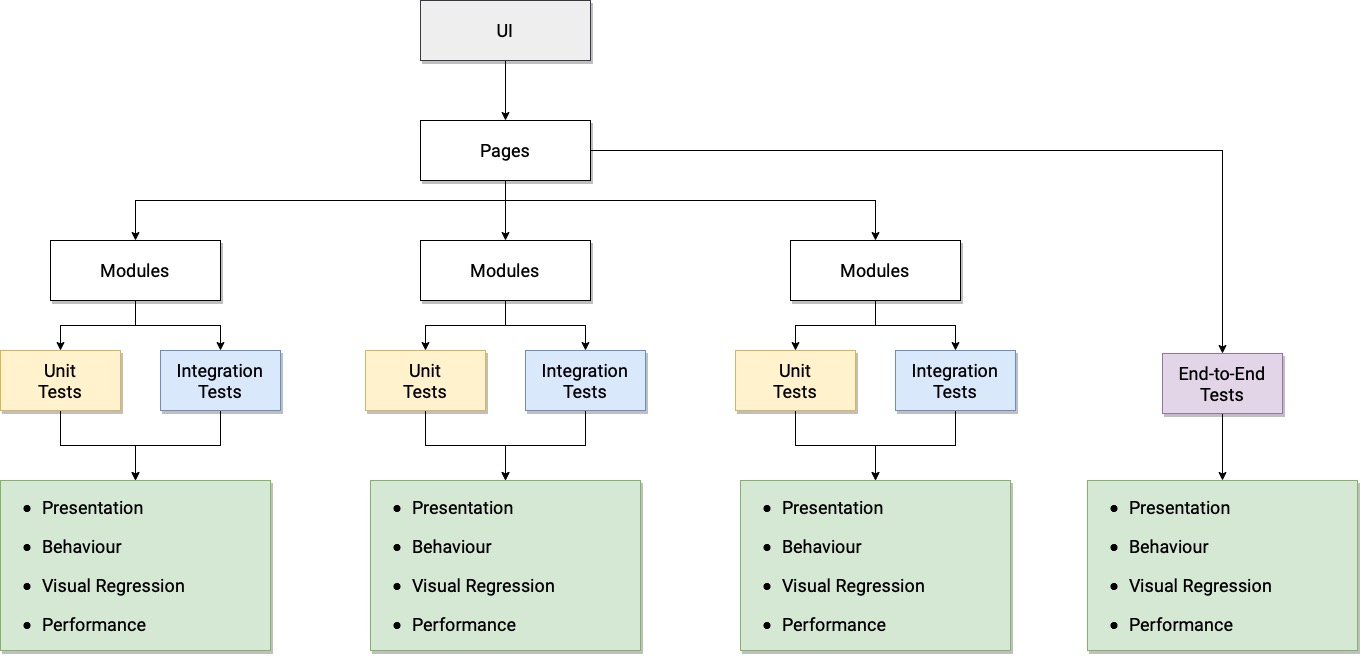 UI
Pages
Modules
Modules
Modules
Unit
Tests
Integration
Tests
Unit
Tests
Integration
Tests
Unit
Tests
Integration
Tests
End-to-End
Tests
• Presentation
• Behaviour
• Visual Regression
• Performance
• Presentation
• Behaviour
• Visual Regression
• Performance
• Presentation
• Behaviour
• Visual Regression
• Performance
• Presentation
• Behaviour
• Visual Regression
• Performance